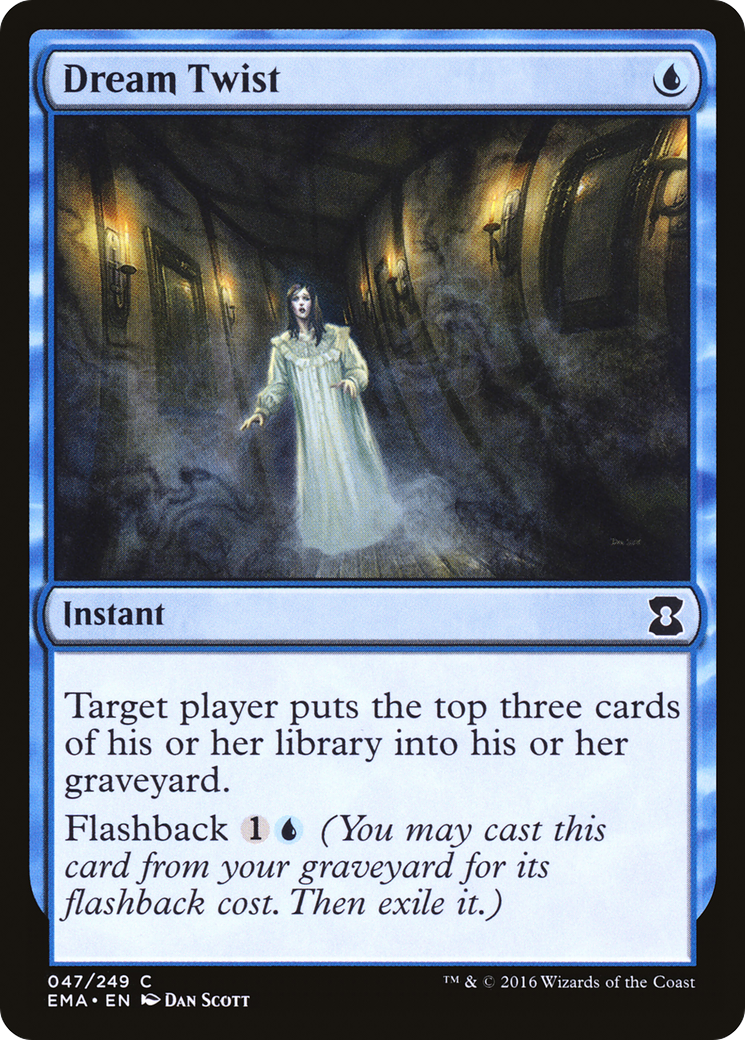 Dream Twist
Dan Scott
Instant
Target player puts the top three cards
of his or her library into his or her
graveyard.
Flashback 1 (You may cast this
card from your graveyard for its
flashback cost. Then exile it.)
047/249 C
™ & © 2016 Wizards of the Coast
EMA • EN Dan Scott